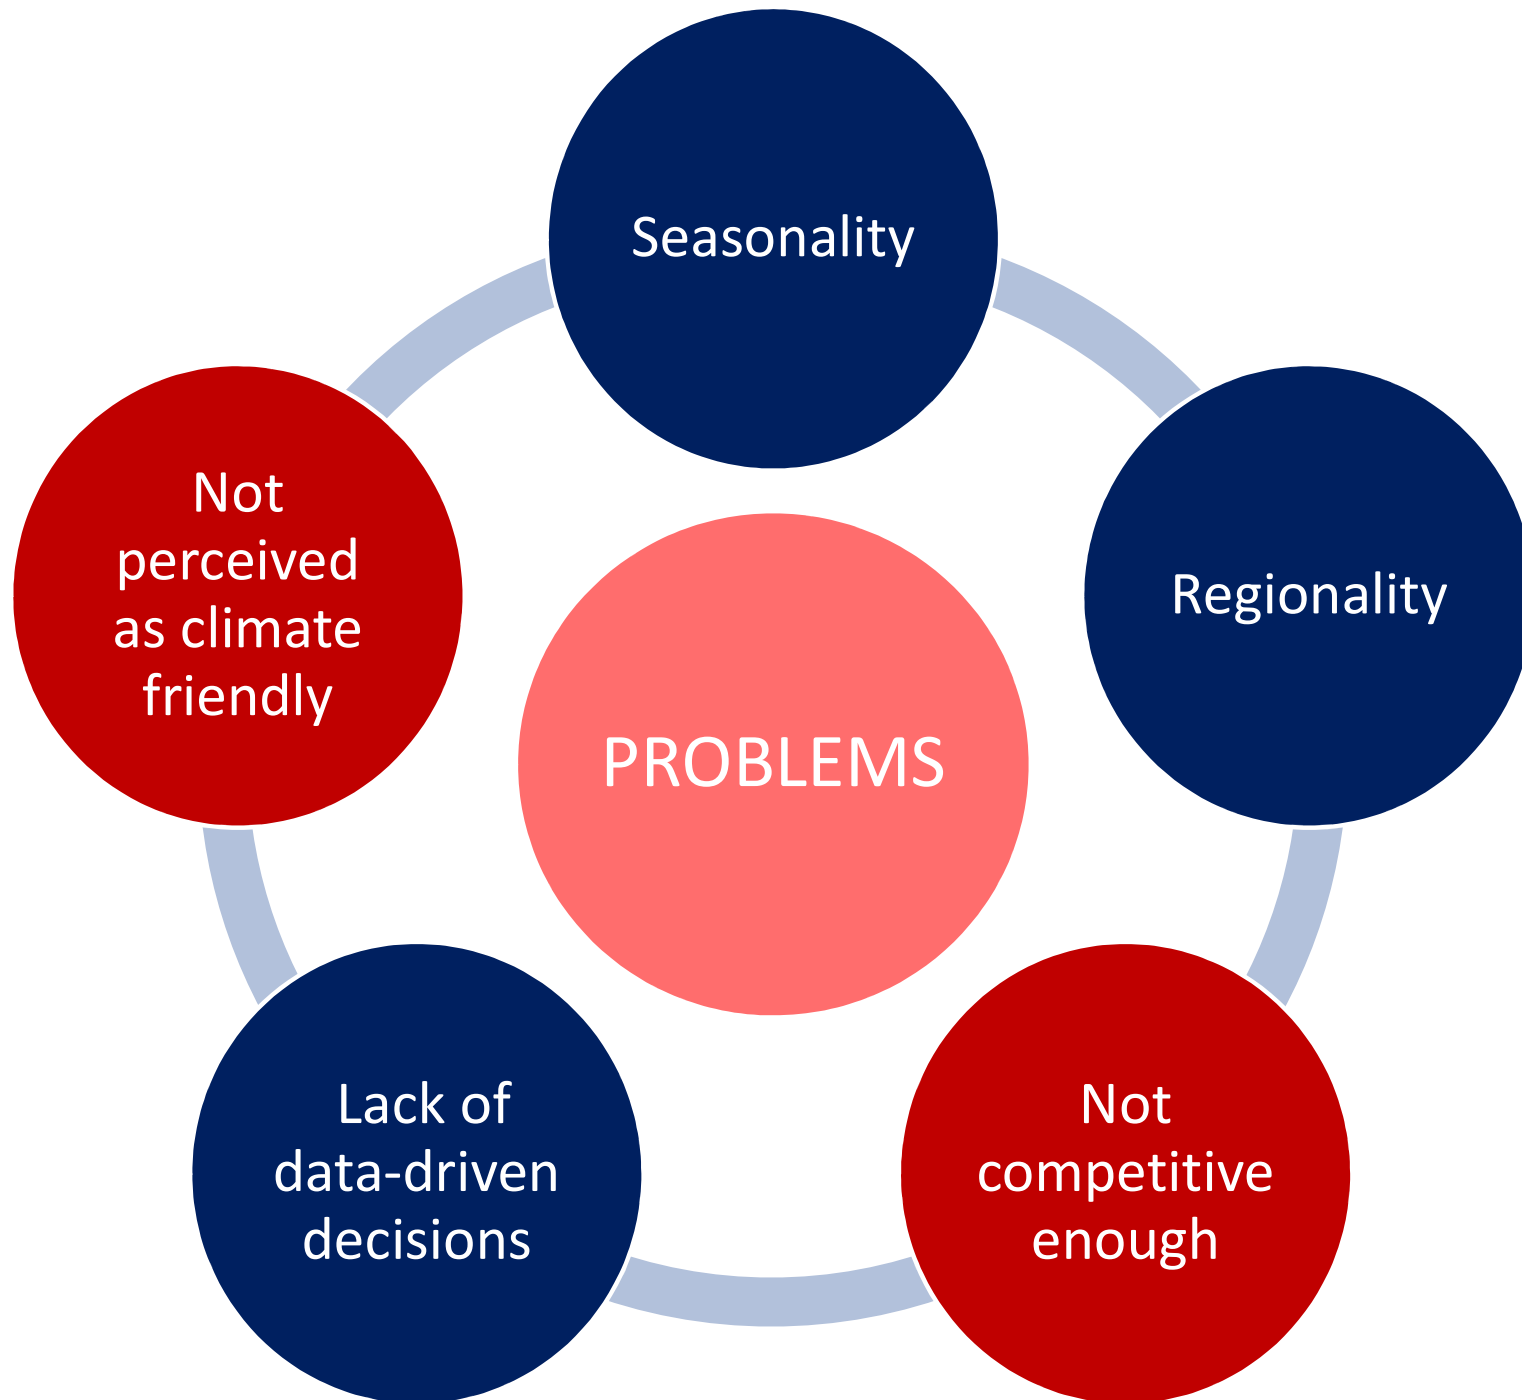 Seasonality
Regionality
Not
competitive
enough
Lack of
data-driven
decisions
Not
perceived
as climate
friendly
PROBLEMS